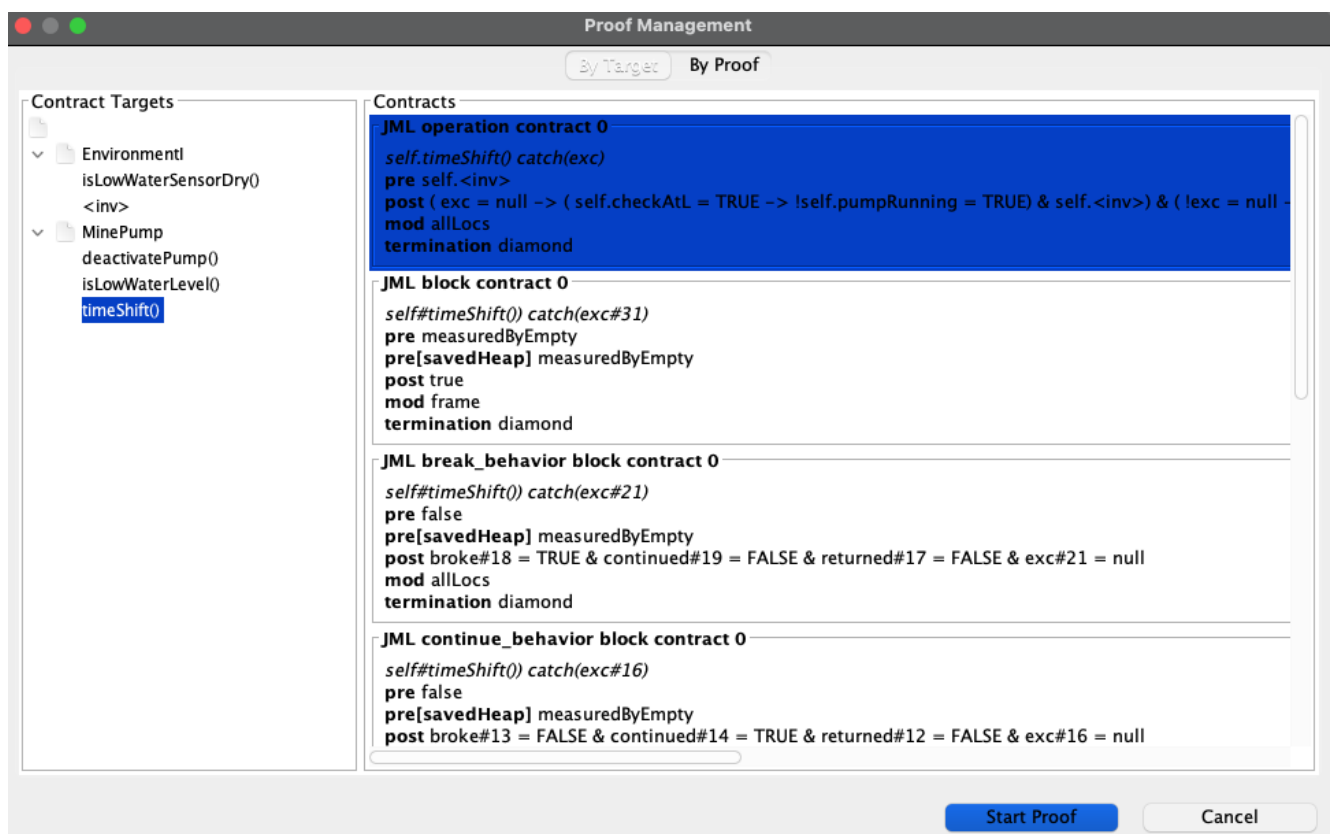 Proof Management
By Target By Proof
Contract Targets
EnvironmentI
isLowWaterSensorDry()
<inv>
MinePump
deactivatePump()
isLowWaterLevel()
timeShift()
Contracts
JML operation contract 0
self.timeShift() catch(exc)
pre self.<inv>
post ( exc = null -> ( self.checkAtL = TRUE -> !self.pumpRunning = TRUE) & self.<inv>) & ( !exc = null -
mod allLocs
termination diamond
JML block contract 0
self#timeShift()) catch(exc#31)
pre measuredByEmpty
pre[savedHeap] measuredByEmpty
post true
mod frame
termination diamond
JML break_behavior block contract 0
self#timeShift()) catch(exc#21)
pre false
pre[savedHeap] measuredByEmpty
post broke#18 = TRUE & continued#19 = FALSE & returned#17 = FALSE & exc#21 = null
mod allLocs
termination diamond
JML continue_behavior block contract 0
self#timeShift()) catch(exc#16)
pre false
pre[savedHeap] measuredByEmpty
post broke#13 = FALSE & continued#14 = TRUE & returned#12 = FALSE & exc#16 = null
Start Proof Cancel